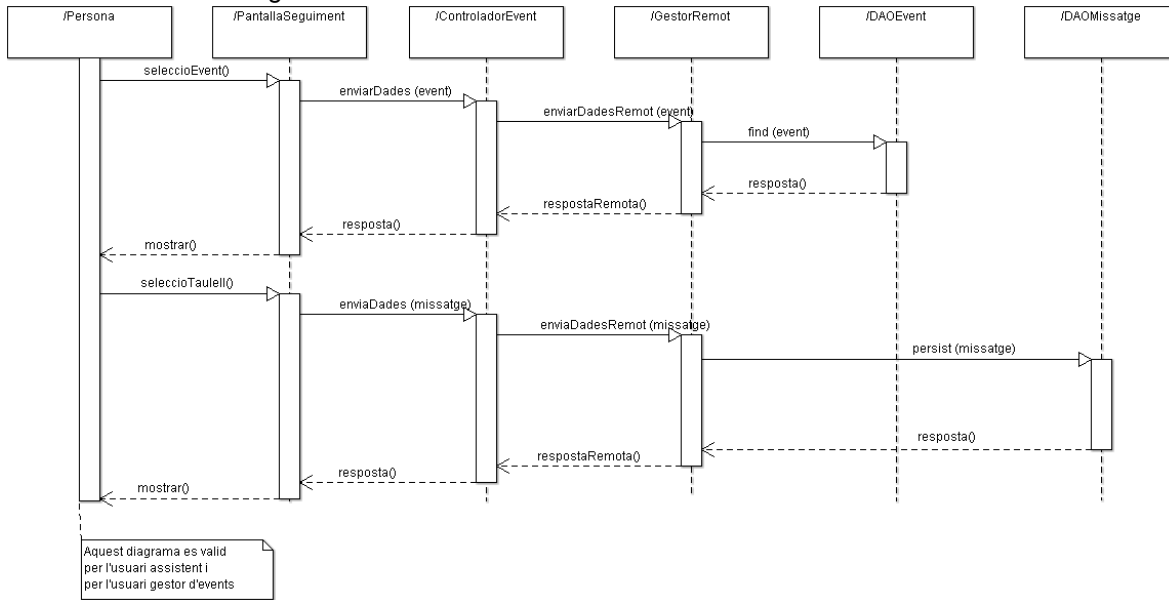 /Persona
/PantallaSeguiment
/ControladorEvent
/GestorRemot
/DAOEvent
/DAOMissatge
seleccioEvent()
enviarDades (event)
enviarDadesRemot (event)
find (event)
resposta()
respostaRemota()
resposta()
mostrar()
seleccioTaulell()
enviaDades (missatge)
enviaDadesRemot (missatge)
persist (missatge)
resposta()
respostaRemota()
resposta()
mostrar()
Aquest diagrama es valid
per l'usuari assistent i
per l'usuari gestor d'events